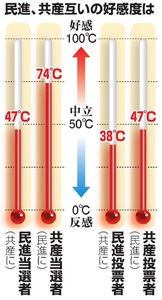 民進、共産互いの好感度は
好感
100℃
74℃
47℃
中立
50℃
47℃
38℃
0℃
反感
民進当選者
(共産に)
共産当選者
(民進に)
民進投票者
(共産に)
共産投票者
(民進に)